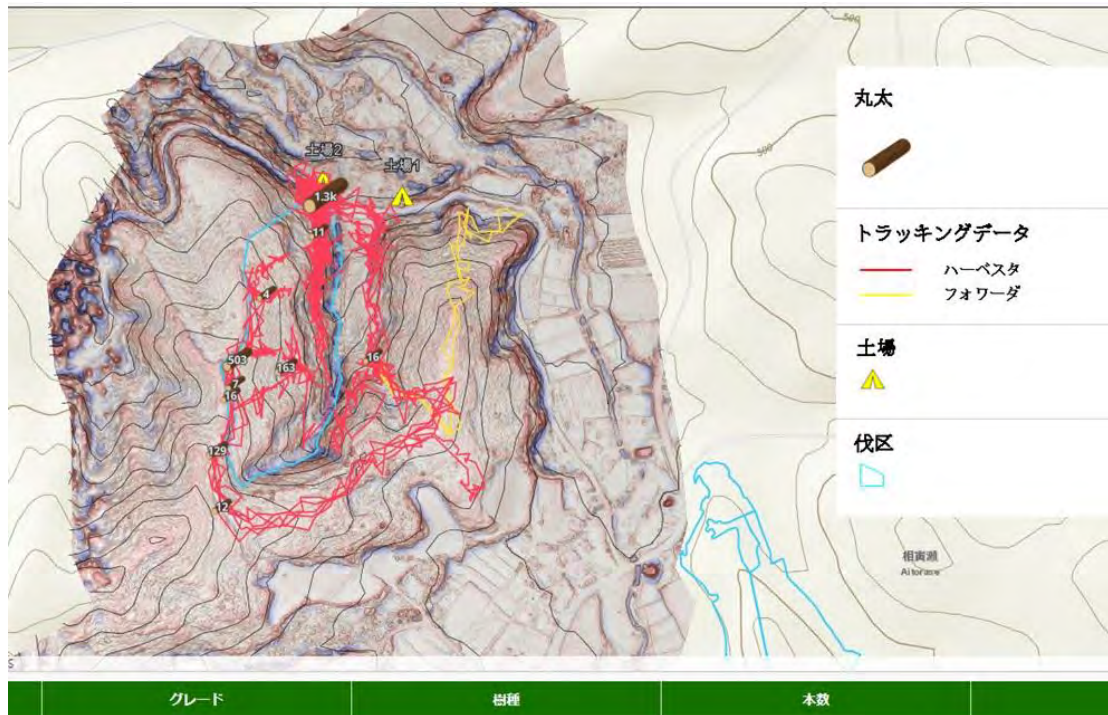 500
500
土場2
土場1
1.3k
11
4
503
163
16
7
16
129
12
丸太
トラッキングデータ
ハーベスタ
フォワーダ
土場
伐区
相寅瀬
Aitorase
グレード
樹種
本数